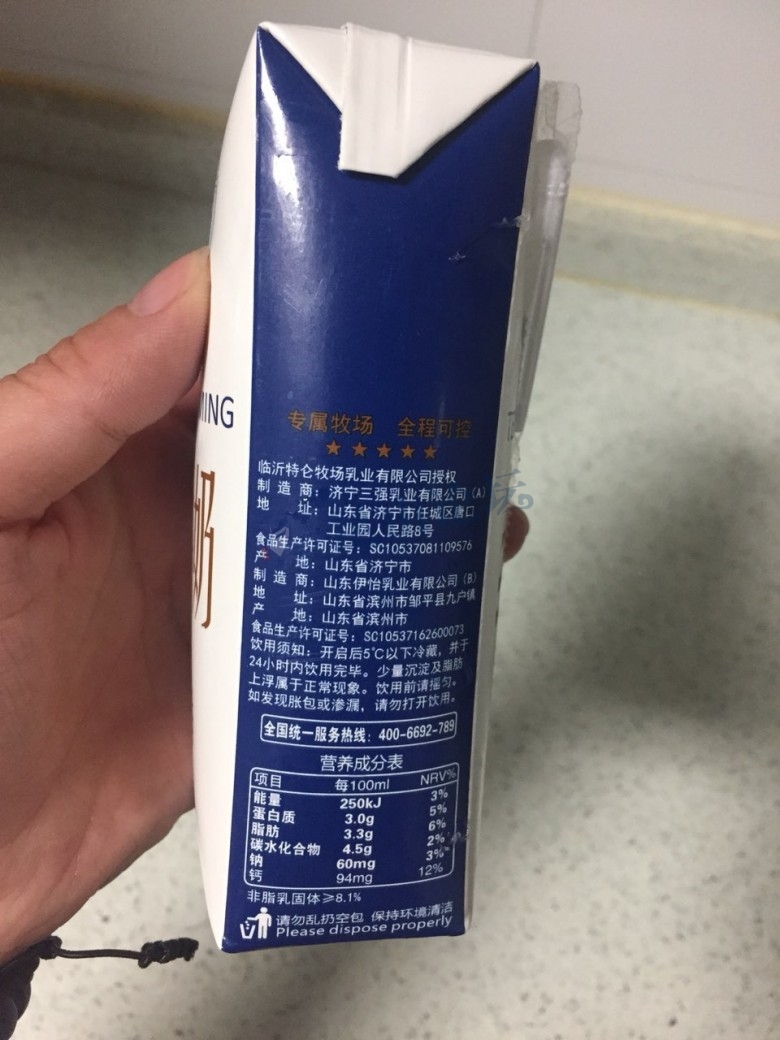 MING
奶
专属牧场 全程可控
★★★★★
临沂特仑牧场乳业有限公司授权
制造商：济宁三强乳业有限公司（A）
地 址：山东省济宁市任城区唐口
工业园人民路8号
食品生产许可证号：SC10537081109576
产 地：山东省济宁市
制造商：山东伊怡乳业有限公司（B）
地 址：山东省滨州市邹平县九户镇
产 地：山东省滨州市
食品生产许可证号：SC10537162600073
饮用须知：开启后5℃以下冷藏，并于
24小时内饮用完毕。少量沉淀及脂肪
上浮属于正常现象。饮用前请摇匀。
如发现胀包或渗漏，请勿打开饮用。
全国统一服务热线：400-6692-789
营养成分表
项目 每100ml NRV%
能量 250kJ 3%
蛋白质 3.0g 5%
脂肪 3.3g 6%
碳水化合物 4.5g 2%
钠 60mg 3%
钙 94mg 12%
非脂乳固体≥8.1%
请勿乱扔空包 保持环境清洁
Please dispose properly